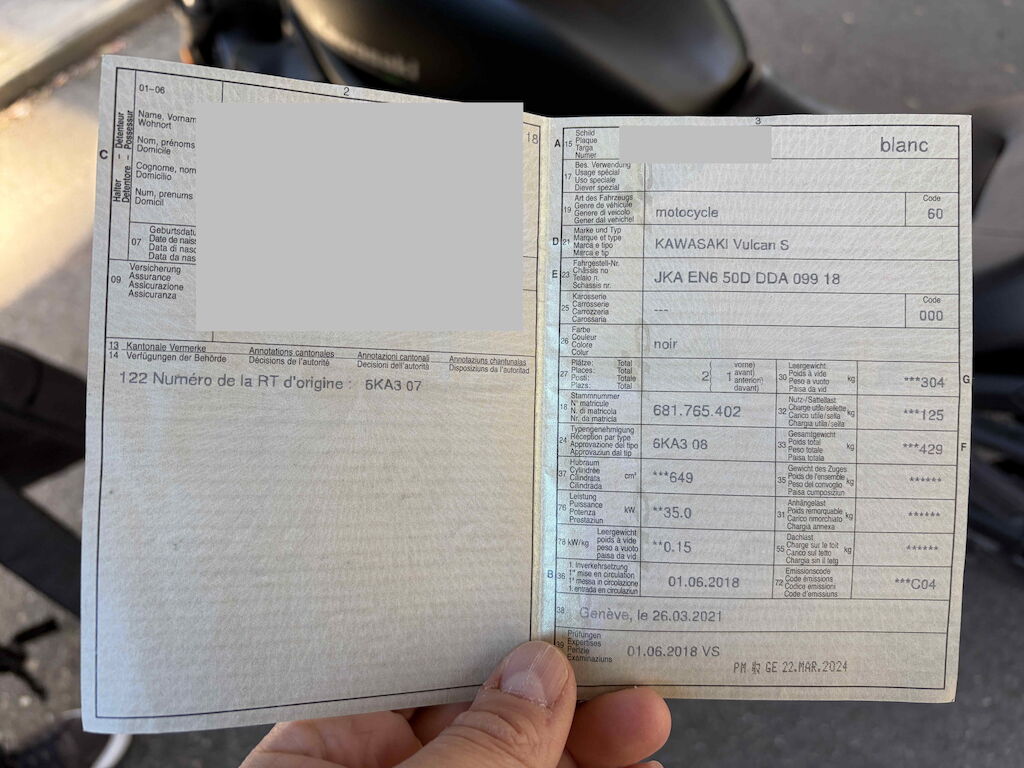 01-06
2
C
Halter – Détenteur
Detentore – Possessur
Name, Vornam
Wohnort
Nom, prénoms
Domicile
Cognome, nom
Domicilio
Num, prenums
Domicil
18
07
Geburtsdatu
Date de nais
Data di nasc
Data da nas
09
Versicherung
Assurance
Assicurazione
Assicuranza
13 Kantonale Vermerke Annotations cantonales Annotazioni cantonali Annotaziuns chantunalas
14 Verfügungen der Behörde Décisions de l'autorité Decisioni dell'autorità Disposiziuns da l'autoritad
122 Numéro de la RT d'origine : 6KA3 07
3
A 15
Schild
Plaque
Targa
Numer
blanc
17
Bes. Verwendung
Usage spécial
Uso speciale
Diever spezial
19
Art des Fahrzeugs
Genre de véhicule
Genere di veicolo
Gener dal vehichel
motocycle
Code
60
D 21
Marke und Typ
Marque et type
Marca e tipo
Marca e tip
KAWASAKI Vulcan S
E 23
Fahrgestell-Nr.
Châssis no
Telaio n.
Schassis nr.
JKA EN6 50D DDA 099 18
25
Karosserie
Carrosserie
Carrozzeria
Carossaria
---
Code
000
26
Farbe
Couleur
Colore
Colur
noir
27
Plätze: Total
Places: Total
Posti: Totale
Plazs: Total
2
1
vorne)
avant)
anteriori)
davant)
30
Leergewicht
Poids à vide
Peso a vuoto
Paisa da vid
kg
***304
G
18
Stammnummer
N° matricule
N. di matricola
Nr. da matricla
681.765.402
32
Nutz-/Sattellast
Charge utile/sellette
Carico utile/sella
Chargia utila/sella
kg
***125
24
Typengenehmigung
Réception par type
Approvazione del tipo
Approvaziun dal tip
6KA3 08
33
Gesamtgewicht
Poids total
Peso totale
Paisa totala
kg
***429
F
37
Hubraum
Cylindrée
Cilindrata
Cilindrada
cm³
***649
35
Gewicht des Zuges
Poids de l'ensemble
Peso del convoglio
Paisa cumposiziun
kg
******
76
Leistung
Puissance
Potenza
Prestaziun
kW
**35.0
31
Anhängelast
Poids remorquable
Carico rimorchiato
Chargia annexa
kg
******
78 kW/kg
Leergewicht
poids à vide
peso a vuoto
paisa da vid
**0.15
55
Dachlast
Charge sur le toit
Carico sul tetto
Chargia sin il tetg
kg
******
B 36
1. Inverkehrsetzung
1re mise en circulation
1a messa in circolazione
1. entrada en circulaziun
01.06.2018
72
Emissionscode
Code émissions
Codice emissioni
Code d'emissiuns
***C04
38
Genève, le 26.03.2021
39
Prüfungen
Expertises
Perizie
Examinaziuns
01.06.2018 VS
PM GE 22.MAR.2024